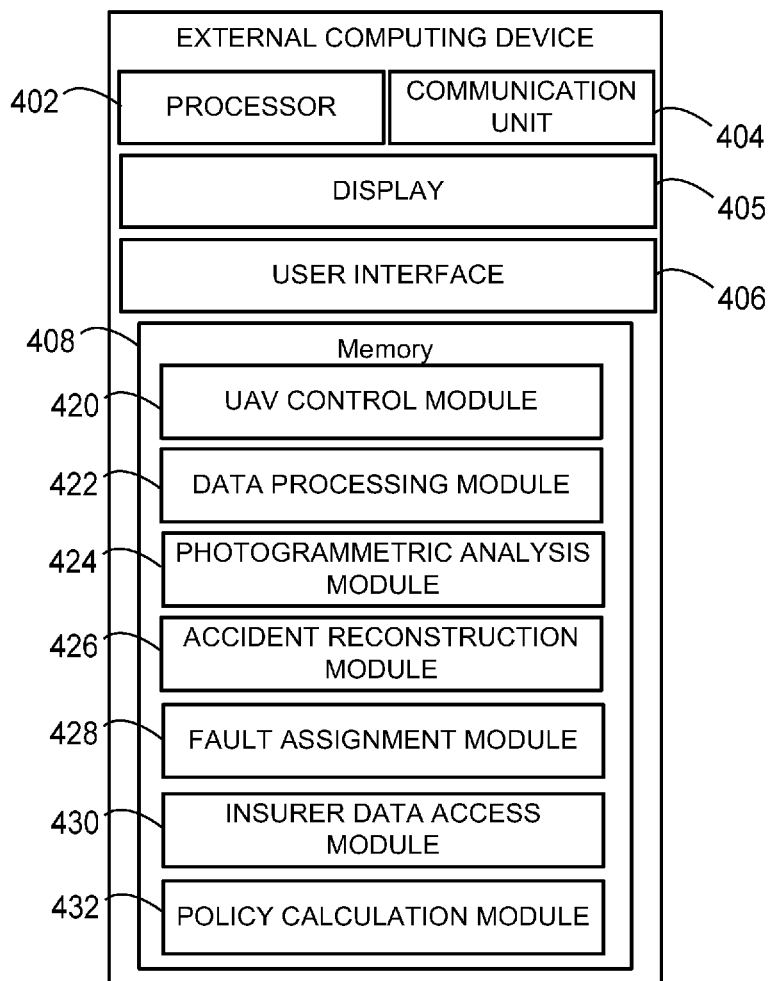 EXTERNAL COMPUTING DEVICE
402
PROCESSOR
COMMUNICATION
UNIT
404
DISPLAY
405
USER INTERFACE
406
408
Memory
420
UAV CONTROL MODULE
422
DATA PROCESSING MODULE
424
PHOTOGRAMMETRIC ANALYSIS
MODULE
426
ACCIDENT RECONSTRUCTION
MODULE
428
FAULT ASSIGNMENT MODULE
430
INSURER DATA ACCESS
MODULE
432
POLICY CALCULATION MODULE